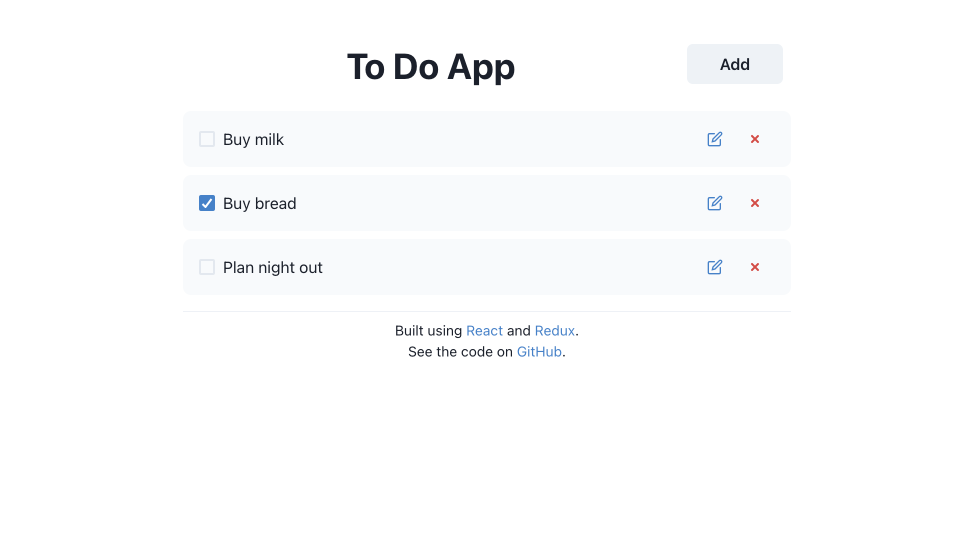 To Do App
Add
Buy milk
Buy bread
Plan night out
Built using React and Redux.
See the code on GitHub.